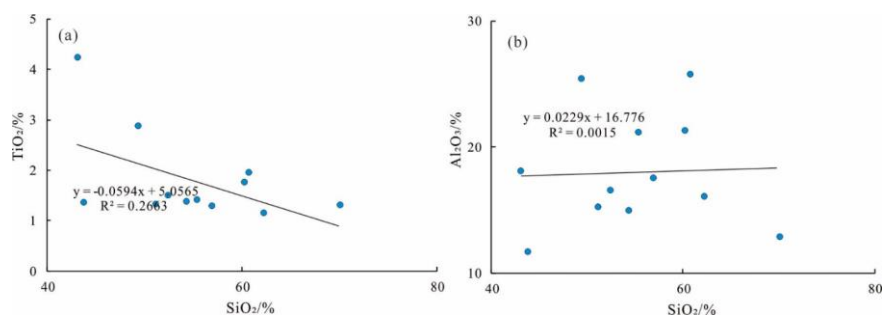 (a)
5
4
3
2
1
0
TiO₂/%
y = -0.0594x + 5.0565
R² = 0.2663
40
60
80
SiO₂/%
(b)
30
20
10
Al₂O₃/%
y = 0.0229x + 16.776
R² = 0.0015
40
60
80
SiO₂/%